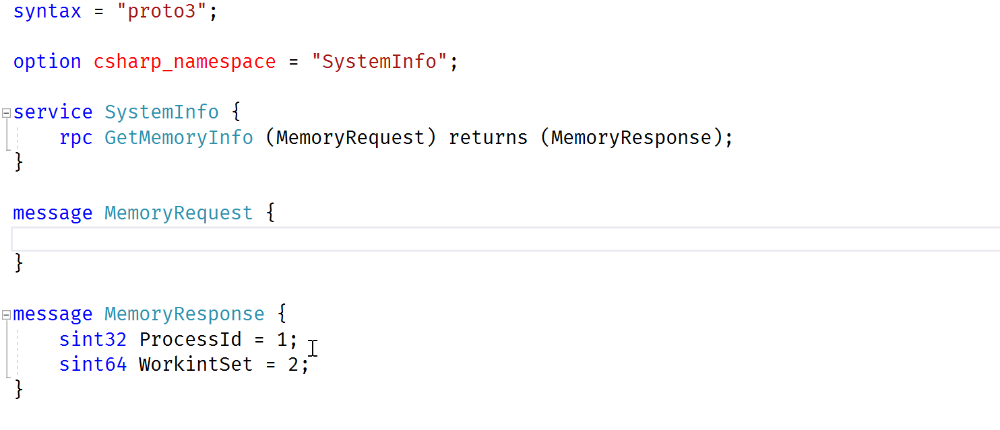 syntax = "proto3";
option csharp_namespace = "SystemInfo";
service SystemInfo {
rpc GetMemoryInfo (MemoryRequest) returns (MemoryResponse);
}
message MemoryRequest {
}
message MemoryResponse {
sint32 ProcessId = 1;
sint64 WorkintSet = 2;
}